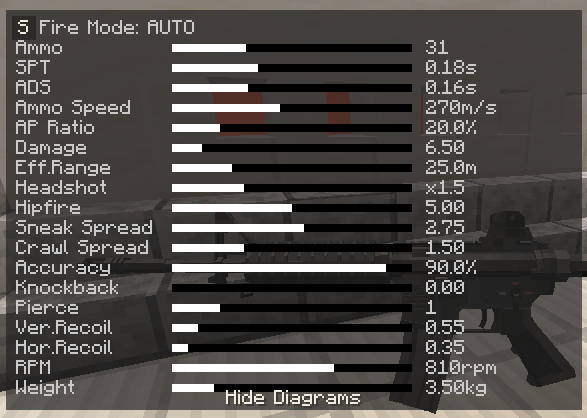 S Fire Mode: AUTO
Ammo 31
SPT 0.18s
ADS 0.16s
Ammo Speed 270m/s
AP Ratio 20.0%
Damage 6.50
Eff.Range 25.0m
Headshot x1.5
Hipfire 5.00
Sneak Spread 2.75
Crawl Spread 1.50
Accuracy 90.0%
Knockback 0.00
Pierce 1
Ver.Recoil 0.55
Hor.Recoil 0.35
RPM 810rpm
Weight 3.50kg
Hide Diagrams